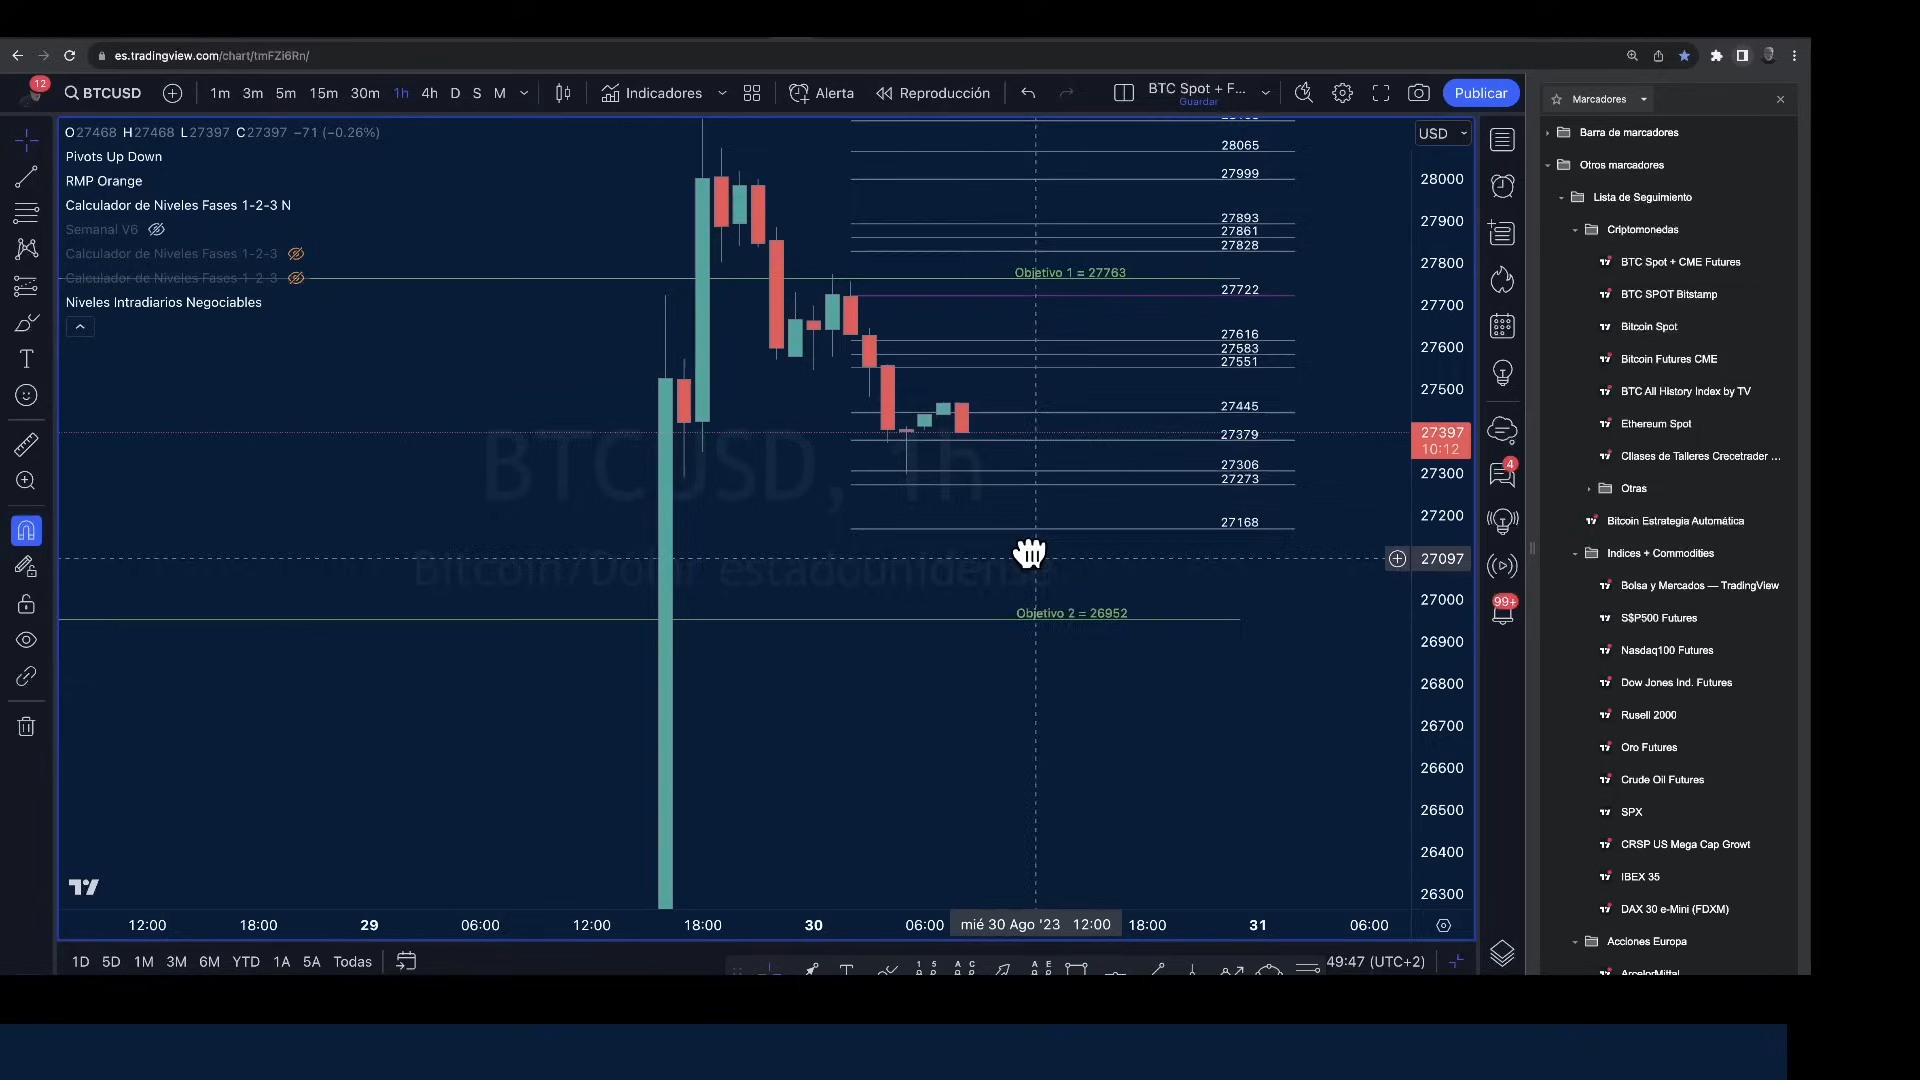 es.tradingview.com/chart/tmFZi6Rn/
12
BTCUSD
1m 3m 5m 15m 30m 1h 4h D S M
Indicadores
Alerta
Reproducción
BTC Spot + F...
Guardar
Publicar
O27468 H27468 L27397 C27397 −71 (−0.26%)
Pivots Up Down
RMP Orange
Calculador de Niveles Fases 1-2-3 N
Semanal V6
Calculador de Niveles Fases 1-2-3
Calculador de Niveles Fases 1-2-3
Niveles Intradiarios Negociables
28065
27999
27893
27861
27828
Objetivo 1 = 27763
27722
27616
27583
27551
27445
27379
27306
27273
27168
Objetivo 2 = 26952
BTCUSD, 1h
Bitcoin/Dólar estadounidense
USD
28000
27900
27800
27700
27600
27500
27397
10:12
27300
27200
27097
27000
26900
26800
26700
26600
26500
26400
26300
12:00 18:00 29 06:00 12:00 18:00 30 06:00 mié 30 Ago '23 12:00 18:00 31 06:00
1D 5D 1M 3M 6M YTD 1A 5A Todas
49:47 (UTC+2)
4
99+
Marcadores
Barra de marcadores
Otros marcadores
Lista de Seguimiento
Criptomonedas
BTC Spot + CME Futures
BTC SPOT Bitstamp
Bitcoin Spot
Bitcoin Futures CME
BTC All History Index by TV
Ethereum Spot
Cllases de Talleres Crecetrader ...
Otras
Bitcoin Estrategia Automática
Indices + Commodities
Bolsa y Mercados — TradingView
S$P500 Futures
Nasdaq100 Futures
Dow Jones Ind. Futures
Rusell 2000
Oro Futures
Crude Oil Futures
SPX
CRSP US Mega Cap Growt
IBEX 35
DAX 30 e-Mini (FDXM)
Acciones Europa
ArcelorMittal